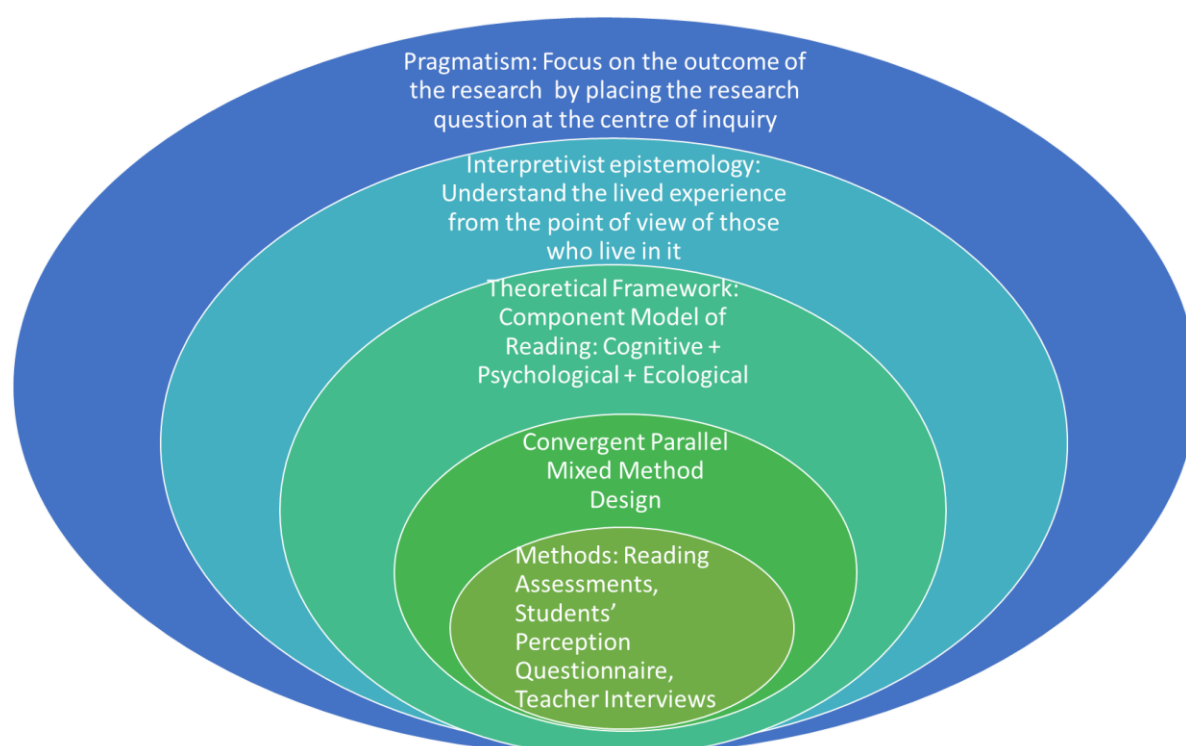 Pragmatism: Focus on the outcome of
the research by placing the research
question at the centre of inquiry
Interpretivist epistemology:
Understand the lived experience
from the point of view of those
who live in it
Theoretical Framework:
Component Model of
Reading: Cognitive +
Psychological + Ecological
Convergent Parallel
Mixed Method
Design
Methods: Reading
Assessments,
Students’
Perception
Questionnaire,
Teacher Interviews